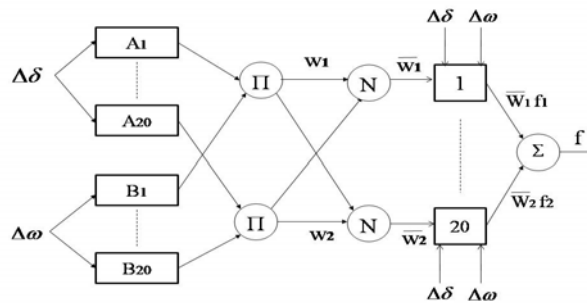 Δδ Δω
A1
W1 W̅1
Π N 1
Δδ
W̅1 f1
A20
Σ f
B1
W̅2 f2
Δω
Π N 20
W2 W̅2
B20
Δδ Δω